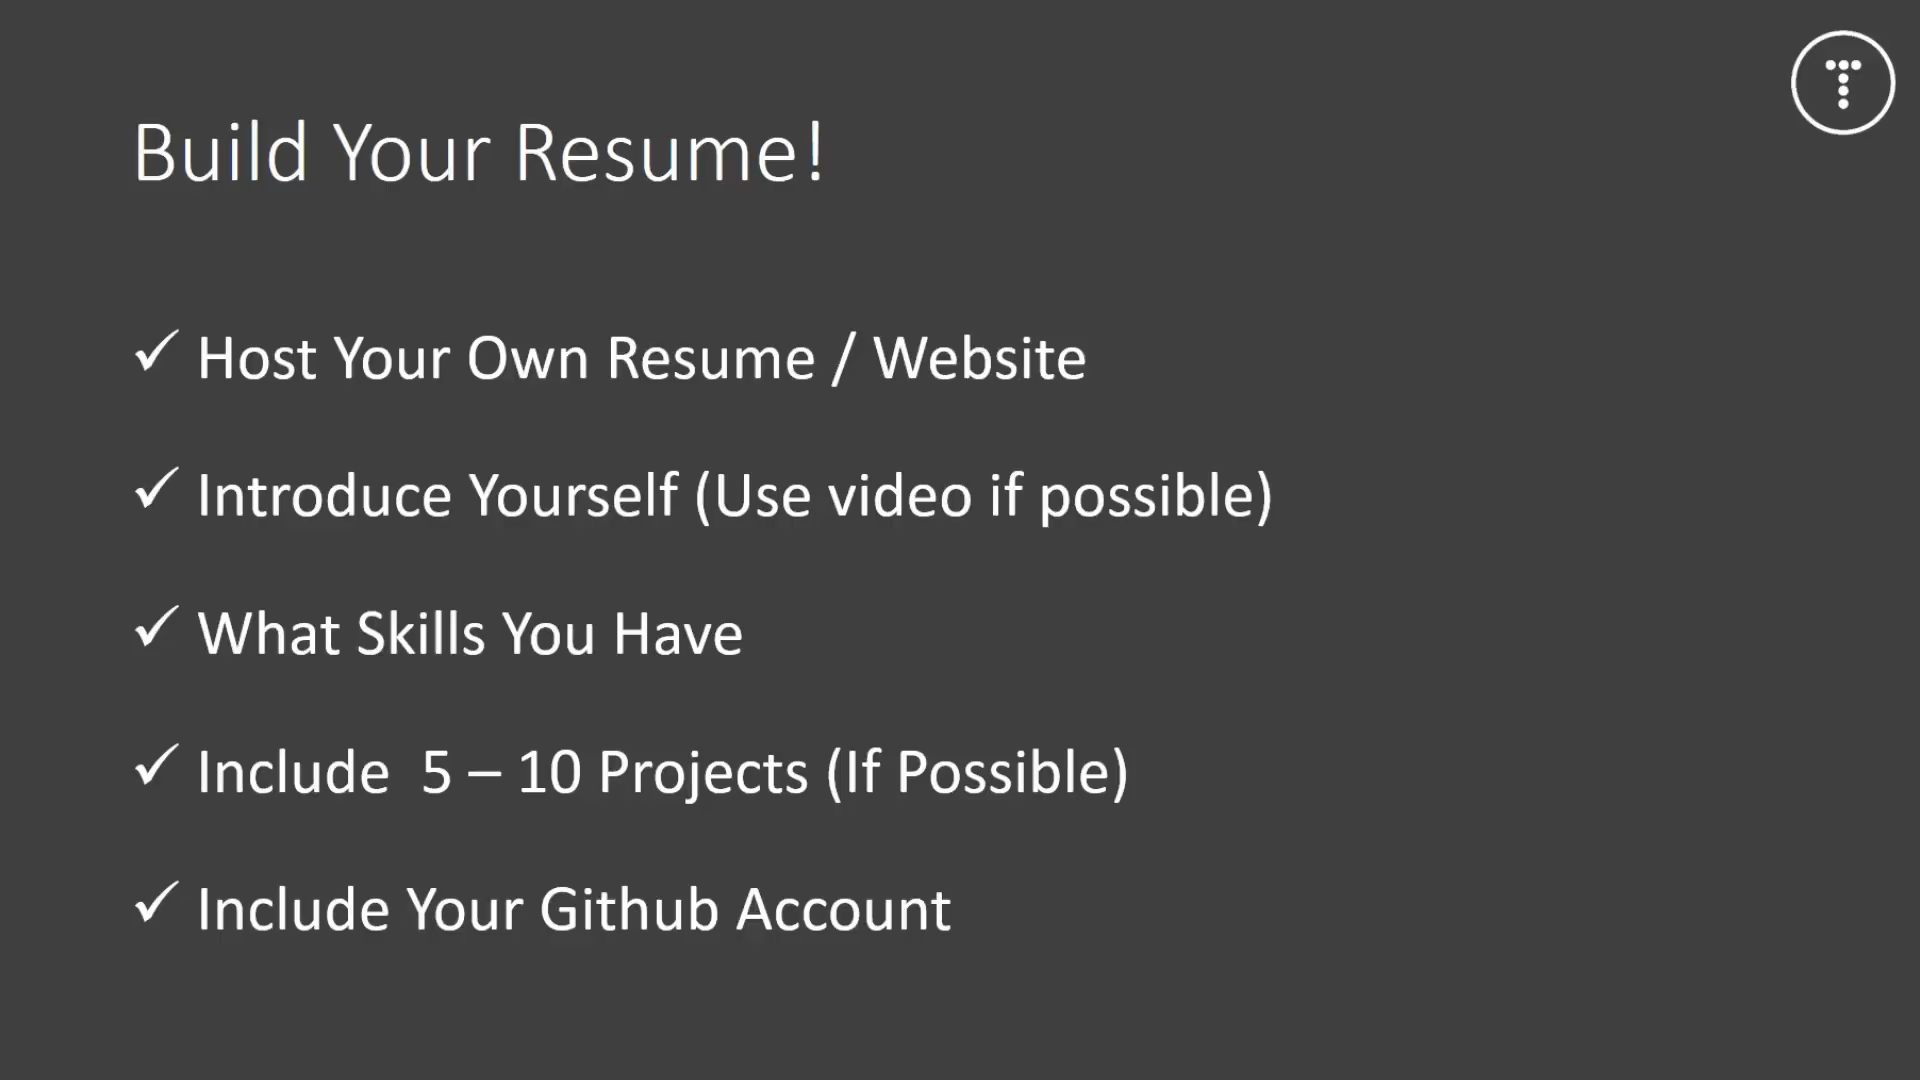 Build Your Resume!
T
✓ Host Your Own Resume / Website
✓ Introduce Yourself (Use video if possible)
✓ What Skills You Have
✓ Include  5 – 10 Projects (If Possible)
✓ Include Your Github Account